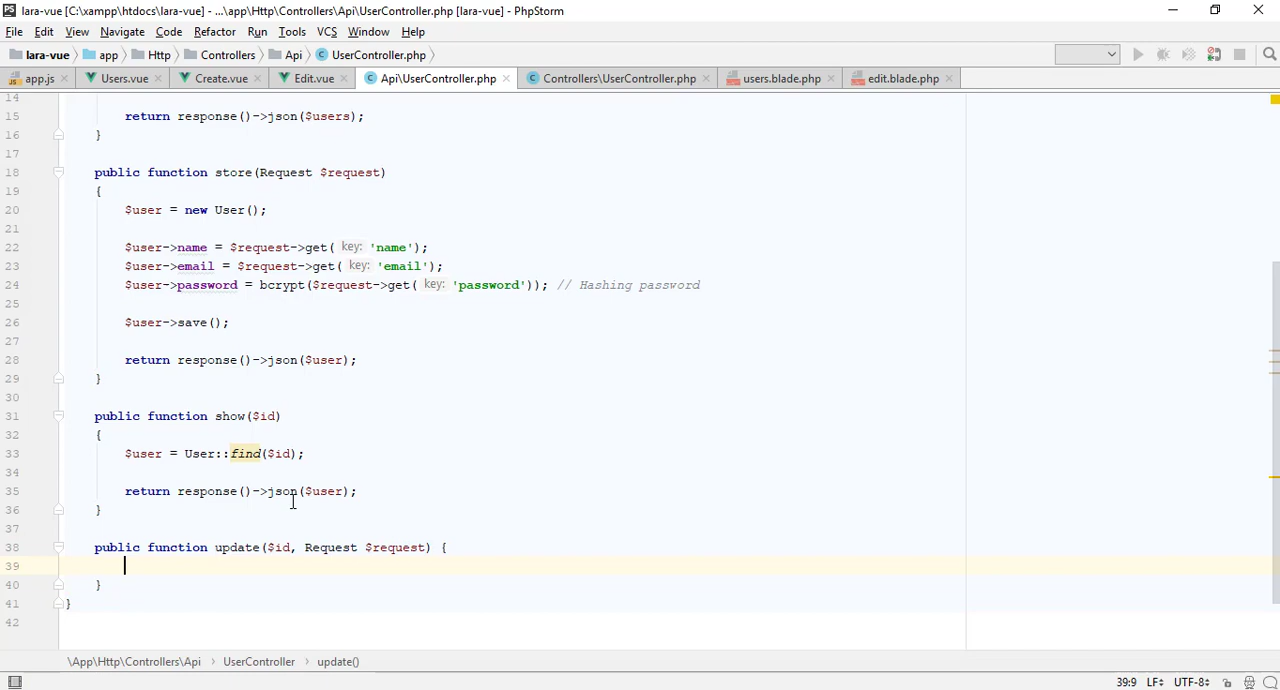 lara-vue [C:\xampp\htdocs\lara-vue] - ...\app\Http\Controllers\Api\UserController.php [lara-vue] - PhpStorm
File Edit View Navigate Code Refactor Run Tools VCS Window Help
lara-vue app Http Controllers Api UserController.php
app.js Users.vue Create.vue Edit.vue Api\UserController.php Controllers\UserController.php users.blade.php edit.blade.php
14
15 return response()->json($users);
16 }
17
18 public function store(Request $request)
19 {
20 $user = new User();
21
22 $user->name = $request->get( key: 'name');
23 $user->email = $request->get( key: 'email');
24 $user->password = bcrypt($request->get( key: 'password')); // Hashing password
25
26 $user->save();
27
28 return response()->json($user);
29 }
30
31 public function show($id)
32 {
33 $user = User::find($id);
34
35 return response()->json($user);
36 }
37
38 public function update($id, Request $request) {
39
40 }
41 }
42
\App\Http\Controllers\Api › UserController › update()
39:9 LF UTF-8